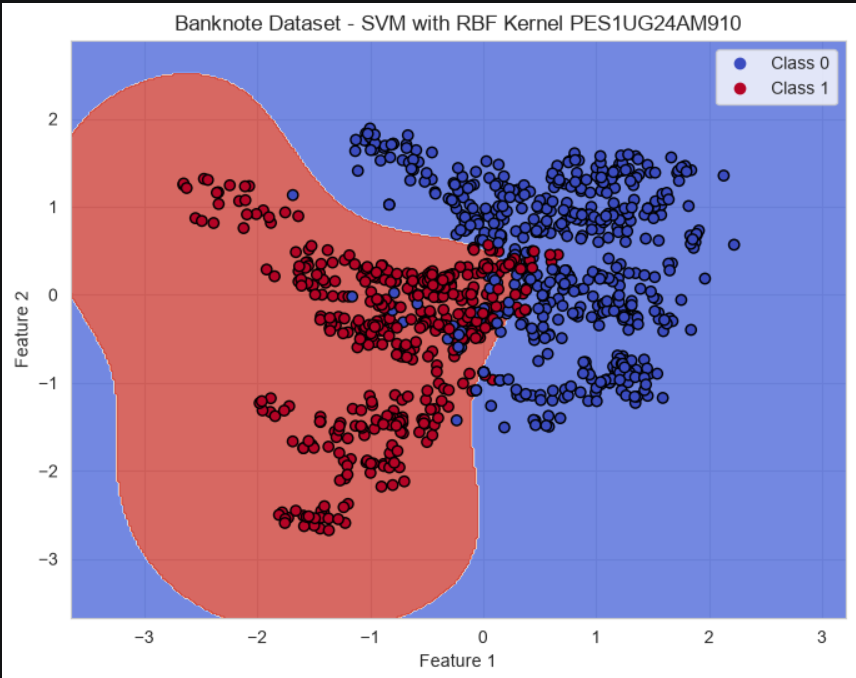 Banknote Dataset - SVM with RBF Kernel PES1UG24AM910
Class 0
Class 1
2
1
0
−1
−2
−3
Feature 2
−3
−2
−1
0
1
2
3
Feature 1